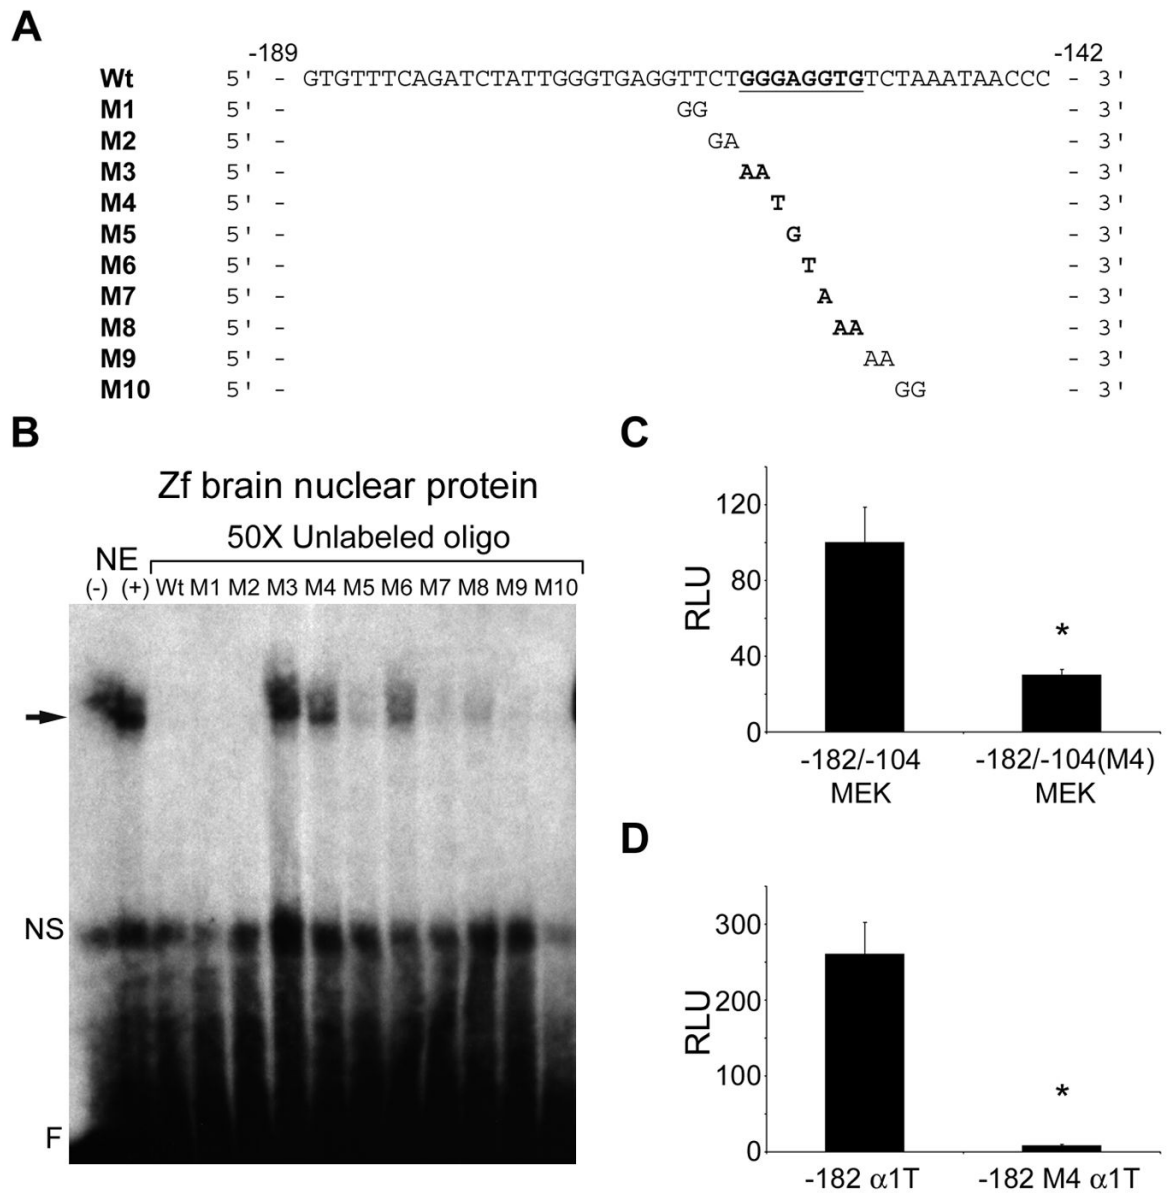 A
-189 -142
Wt 5' - GTGTTTCAGATCTATTGGGTGAGGTTCTGGGAGGTGTCTAAATAACCC - 3'
M1 5' - GG - 3'
M2 5' - GA - 3'
M3 5' - AA - 3'
M4 5' - T - 3'
M5 5' - G - 3'
M6 5' - T - 3'
M7 5' - A - 3'
M8 5' - AA - 3'
M9 5' - AA - 3'
M10 5' - GG - 3'
B
Zf brain nuclear protein
50X Unlabeled oligo
NE
(-) (+) Wt M1 M2 M3 M4 M5 M6 M7 M8 M9 M10
NS
F
C
RLU
120
80
40
0
-182/-104 MEK
-182/-104(M4) MEK
*
D
RLU
300
200
100
0
-182 α1T
-182 M4 α1T
*